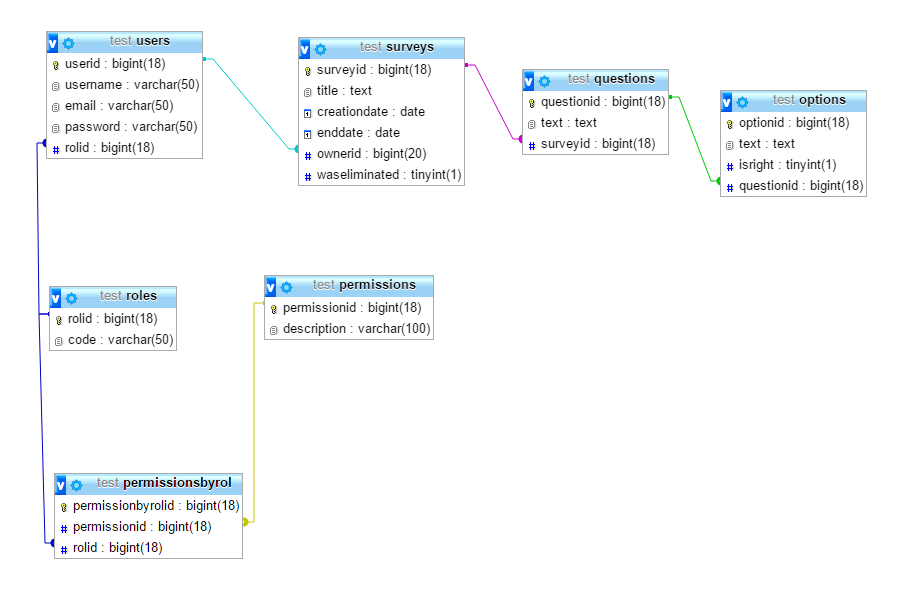 test users
userid : bigint(18)
username : varchar(50)
email : varchar(50)
password : varchar(50)
rolid : bigint(18)
test surveys
surveyid : bigint(18)
title : text
creationdate : date
enddate : date
ownerid : bigint(20)
waseliminated : tinyint(1)
test questions
questionid : bigint(18)
text : text
surveyid : bigint(18)
test options
optionid : bigint(18)
text : text
isright : tinyint(1)
questionid : bigint(18)
test roles
rolid : bigint(18)
code : varchar(50)
test permissions
permissionid : bigint(18)
description : varchar(100)
test permissionsbyrol
permissionbyrolid : bigint(18)
permissionid : bigint(18)
rolid : bigint(18)